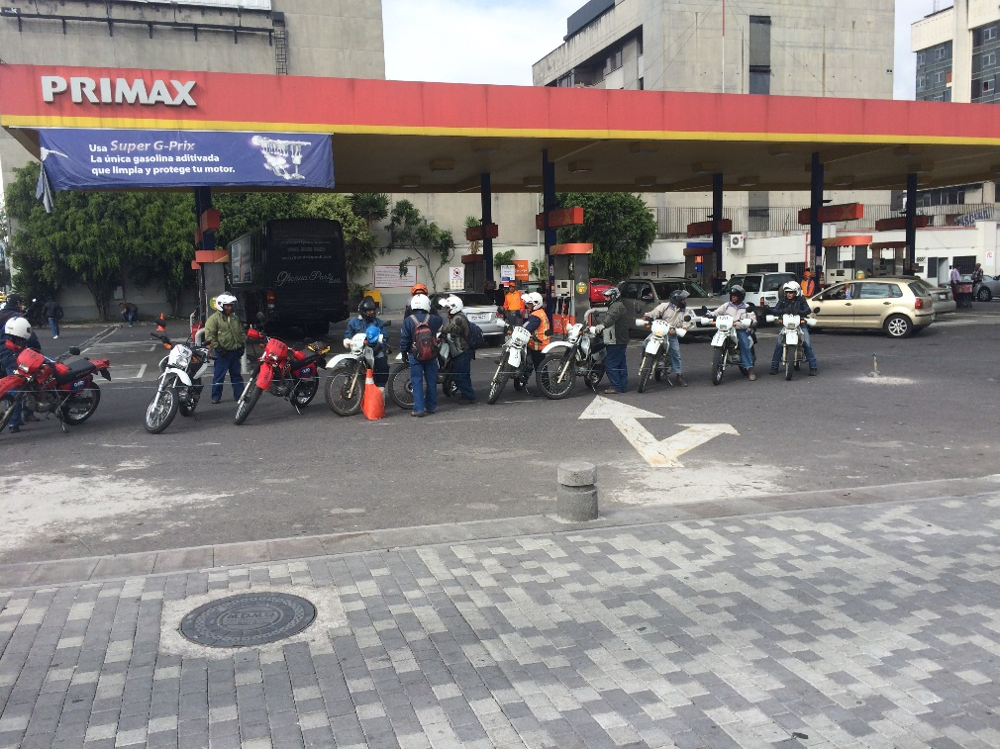 PRIMAX
Usa Super G-Prix
La única gasolina aditivada
que limpia y protege tu motor.